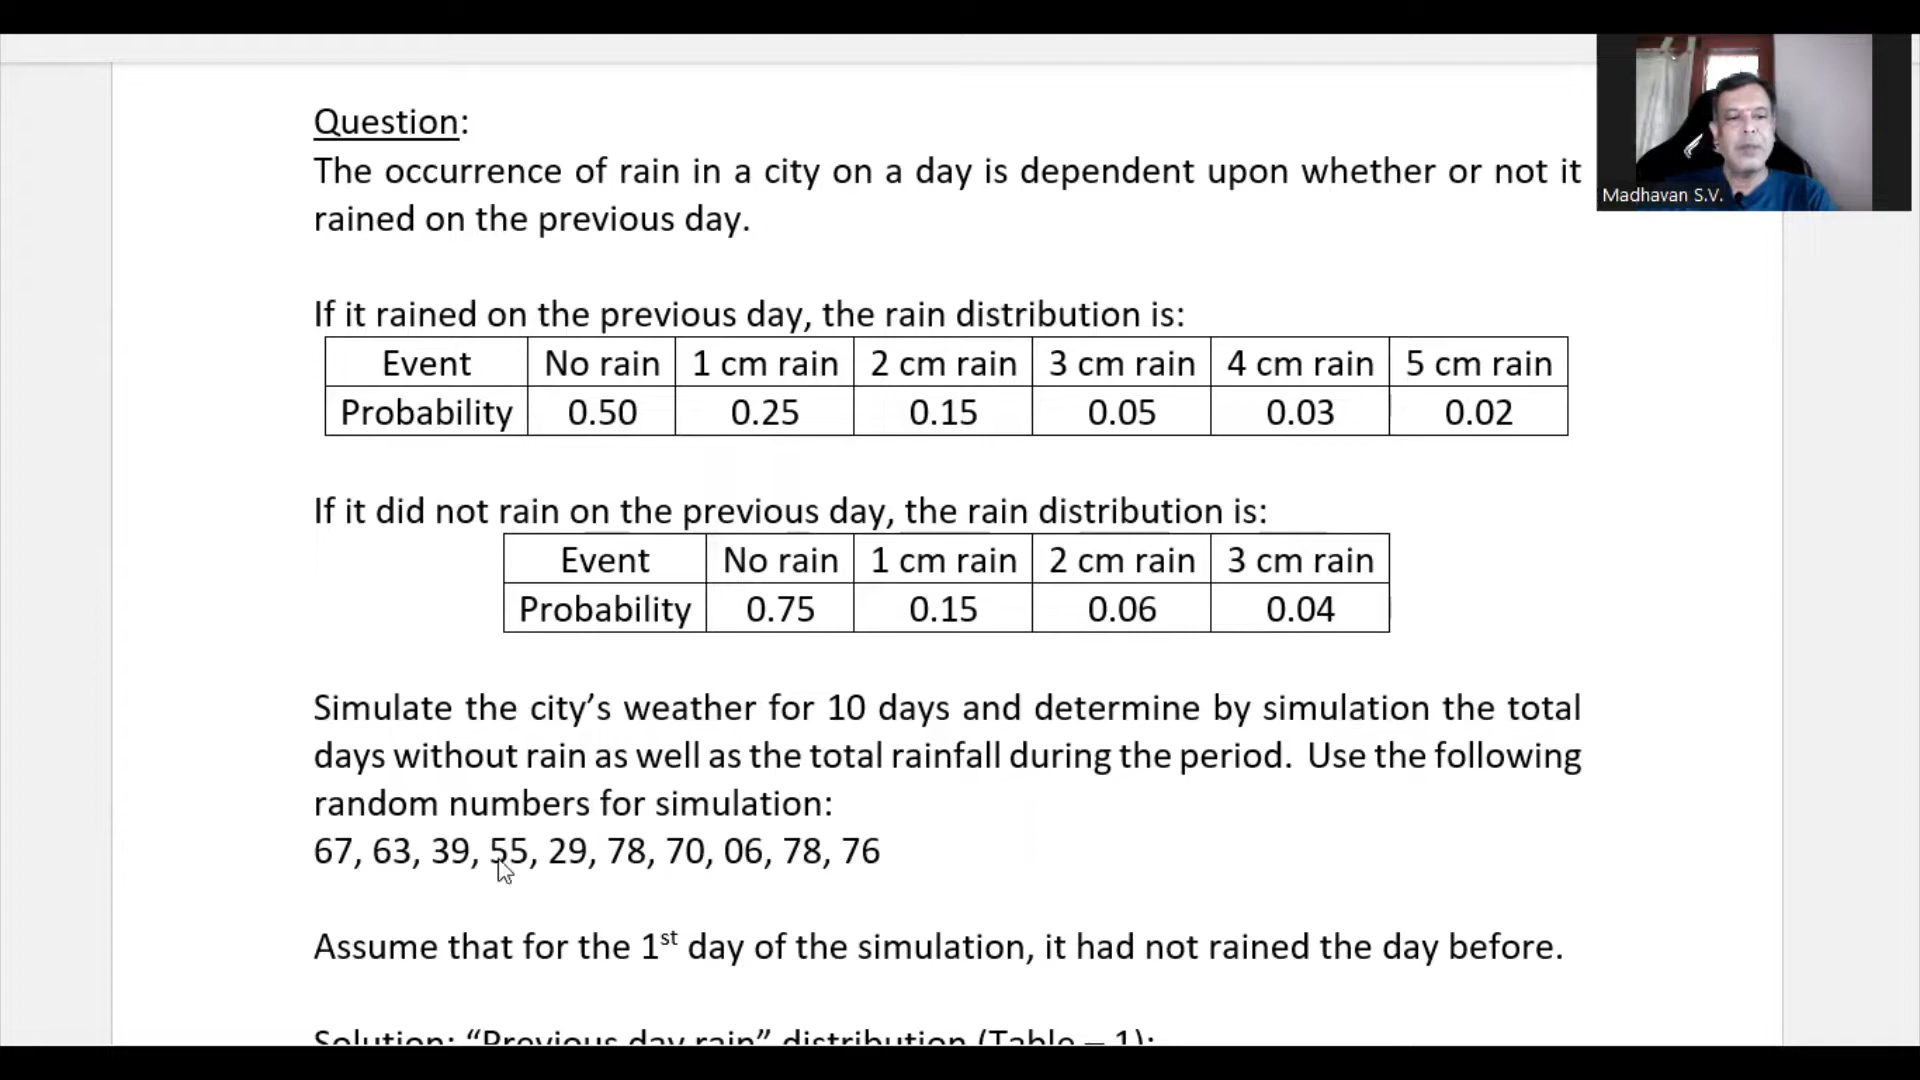 Question:
The occurrence of rain in a city on a day is dependent upon whether or not it
rained on the previous day.
Madhavan S.V.
If it rained on the previous day, the rain distribution is:
Event No rain 1 cm rain 2 cm rain 3 cm rain 4 cm rain 5 cm rain
Probability 0.50 0.25 0.15 0.05 0.03 0.02
If it did not rain on the previous day, the rain distribution is:
Event No rain 1 cm rain 2 cm rain 3 cm rain
Probability 0.75 0.15 0.06 0.04
Simulate the city’s weather for 10 days and determine by simulation the total
days without rain as well as the total rainfall during the period. Use the following
random numbers for simulation:
67, 63, 39, 55, 29, 78, 70, 06, 78, 76
Assume that for the 1st day of the simulation, it had not rained the day before.
Solution: “Previous day rain” distribution (Table – 1):